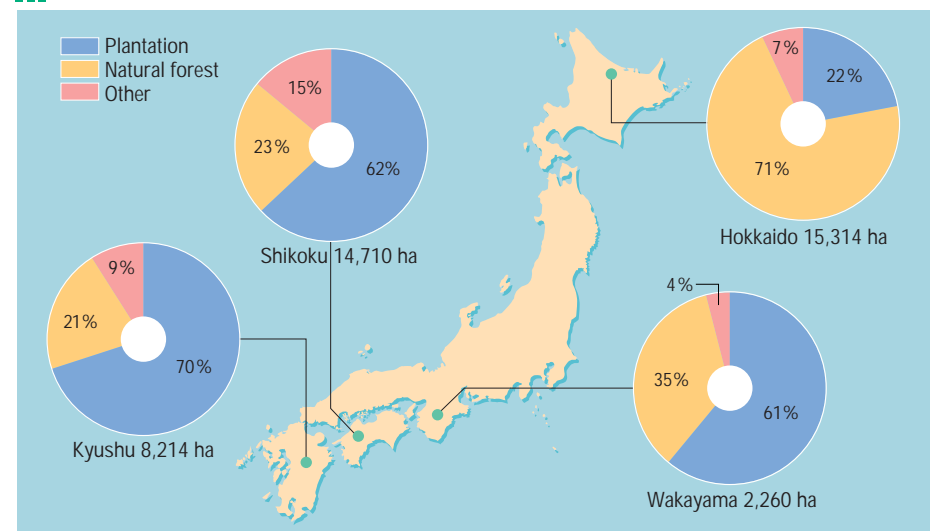 Plantation
Natural forest
Other
15%
23%
62%
Shikoku 14,710 ha
7%
22%
71%
Hokkaido 15,314 ha
9%
21%
70%
Kyushu 8,214 ha
4%
35%
61%
Wakayama 2,260 ha